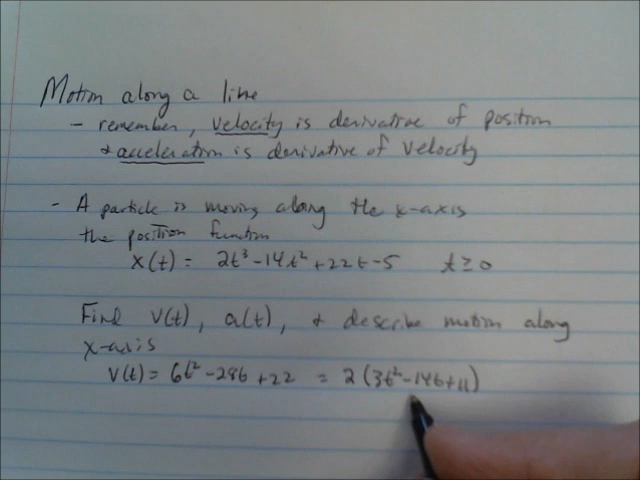 Motion along a line
- remember, velocity is derivative of position
+ acceleration is derivative of velocity
- A particle is moving along the x-axis
the position function
x(t) = 2t³ - 14t² + 22t - 5 t ≥ 0
Find v(t), a(t), + describe motion along
x-axis
v(t) = 6t² - 28t + 22 = 2(3t² - 14t + 11)